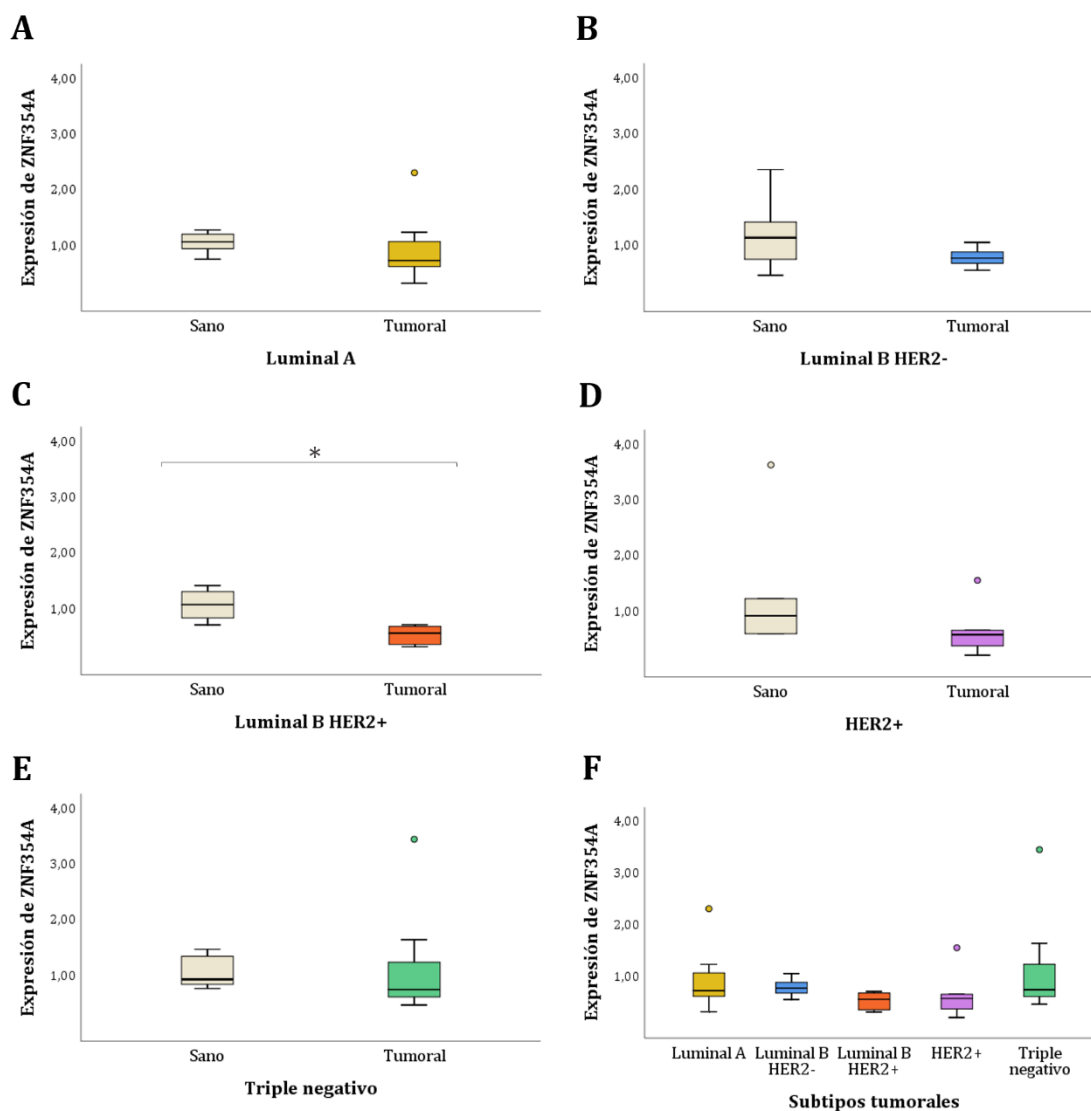 A
Expresión de ZNF354A
4,00
3,00
2,00
1,00
Sano
Tumoral
Luminal A
B
Expresión de ZNF354A
4,00
3,00
2,00
1,00
Sano
Tumoral
Luminal B HER2-
C
Expresión de ZNF354A
4,00
3,00
2,00
1,00
*
Sano
Tumoral
Luminal B HER2+
D
Expresión de ZNF354A
4,00
3,00
2,00
1,00
Sano
Tumoral
HER2+
E
Expresión de ZNF354A
4,00
3,00
2,00
1,00
Sano
Tumoral
Triple negativo
F
Expresión de ZNF354A
4,00
3,00
2,00
1,00
Luminal A
Luminal B
HER2-
Luminal B
HER2+
HER2+
Triple
negativo
Subtipos tumorales